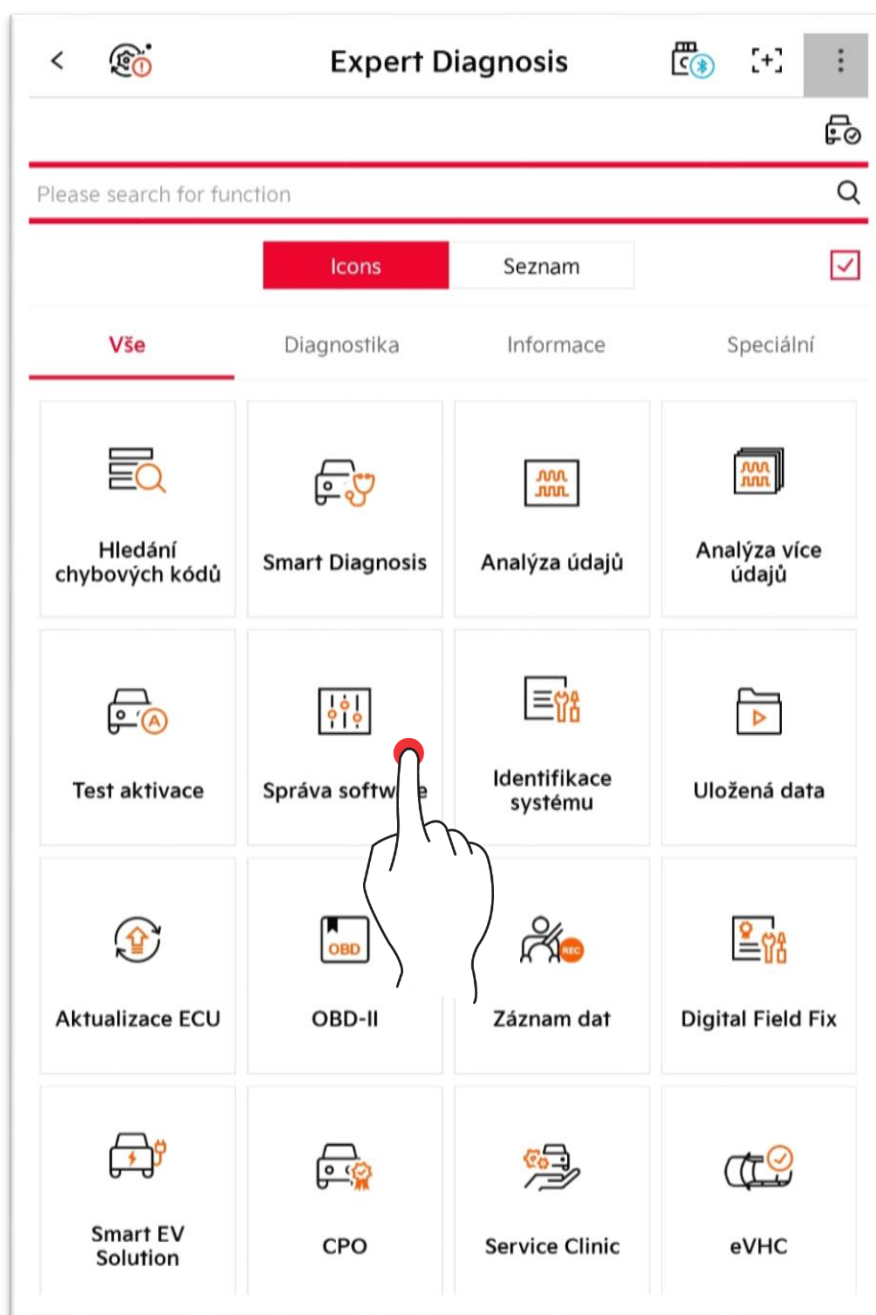 Expert Diagnosis
Please search for function
Icons
Seznam
Vše
Diagnostika
Informace
Speciální
Hledání
chybových kódů
Smart Diagnosis
Analýza údajů
Analýza více
údajů
Test aktivace
Správa softw e
Identifikace
systému
Uložená data
Aktualizace ECU
OBD
OBD-II
REC
Záznam dat
Digital Field Fix
Smart EV
Solution
CPO
Service Clinic
eVHC